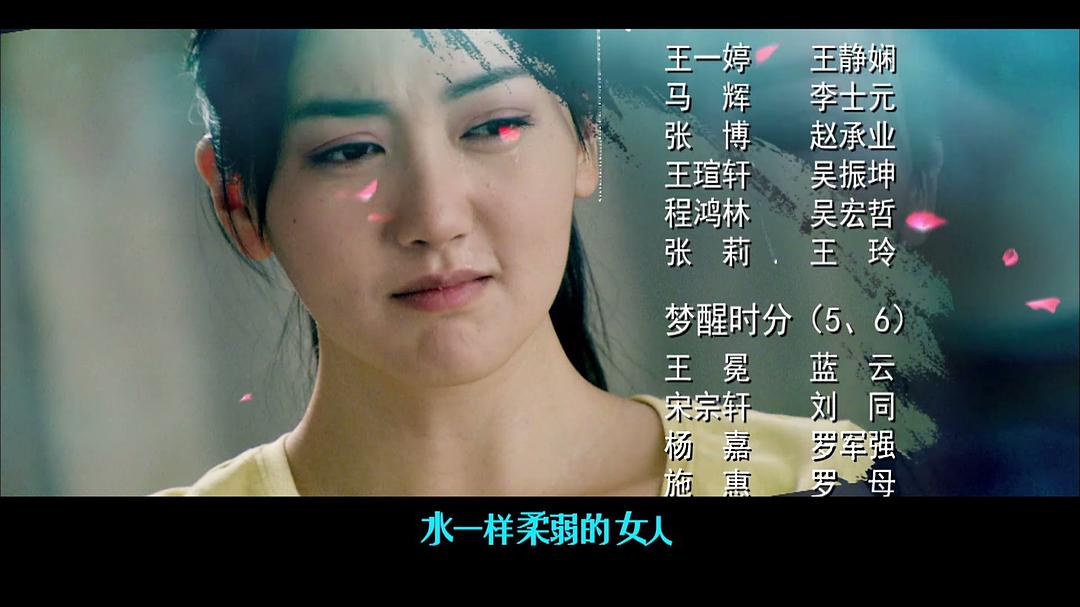 王一婷 王静娴
马 辉 李士元
张 博 赵承业
王瑄轩 吴振坤
程鸿林 吴宏哲
张 莉 王 玲
梦醒时分（5、6）
王 冕 蓝 云
宋宗轩 刘 同
杨 嘉 罗军强
施 惠 罗 母
水一样柔弱的女人